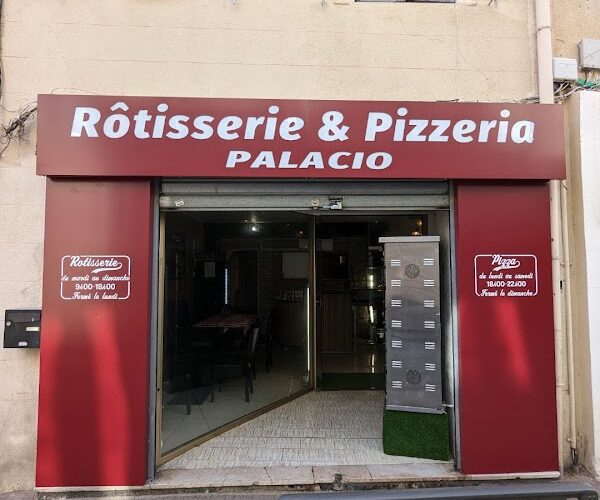 Rôtisserie & Pizzeria
PALACIO
Rotisserie
du mardi au dimanche
9h00-18h00
Fermé le lundi
Pizza
du lundi au samedi
18h00-22h00
Fermé le dimanche